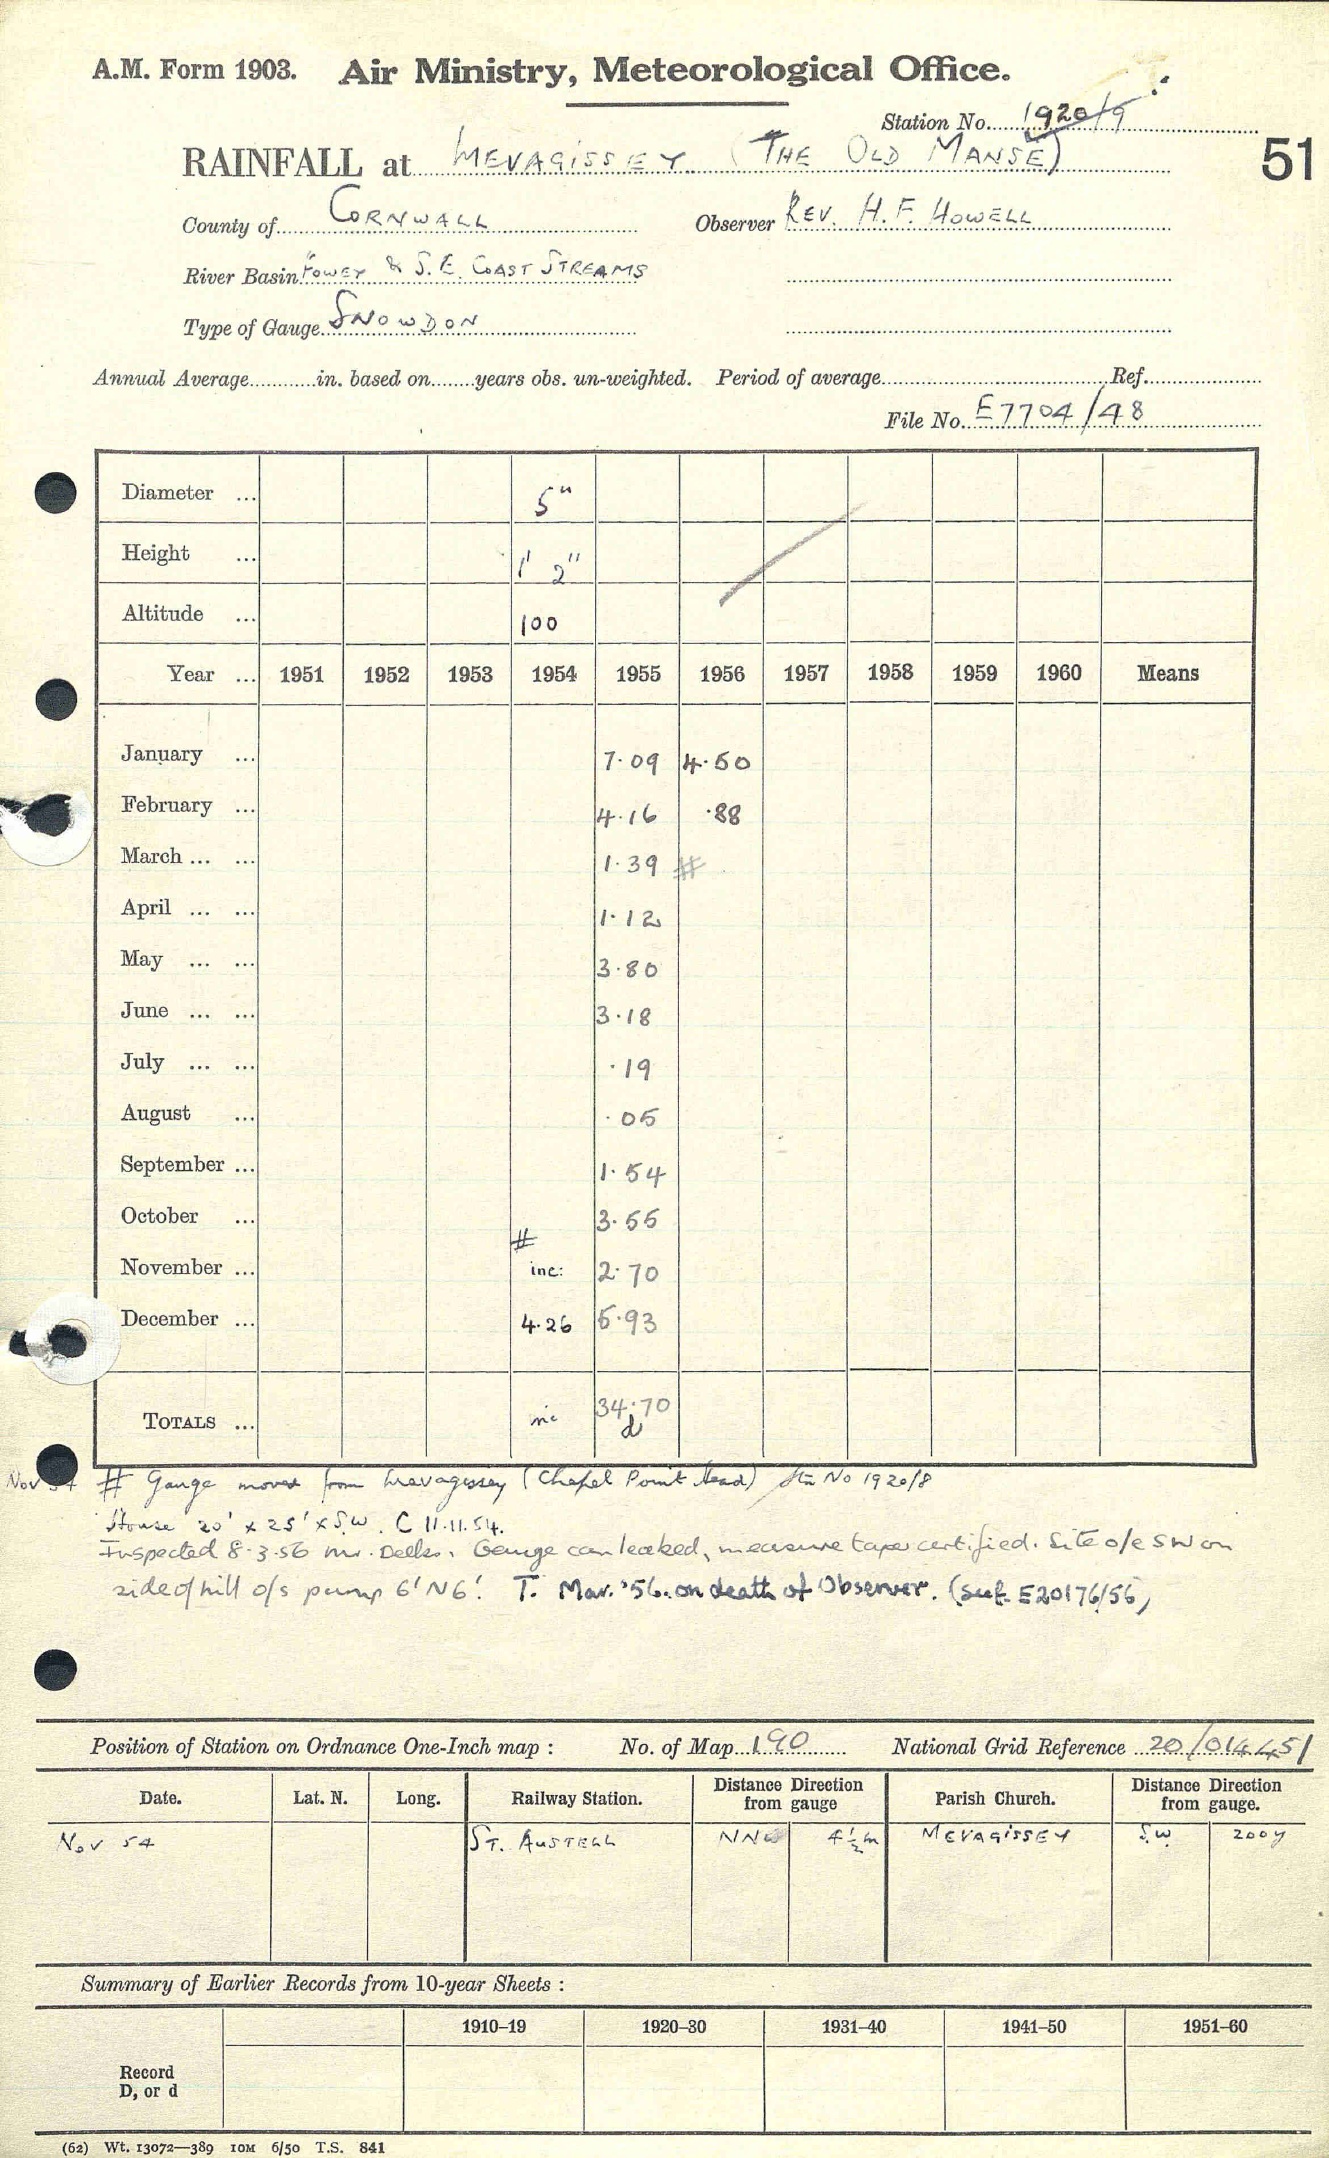 A.M. Form 1903. Air Ministry, Meteorological Office.
Station No. 1920/9
RAINFALL at MEVAGISSEY (THE OLD MANSE) 51
County of CORNWALL Observer REV. H. F. HOWELL
River Basin FOWEY & S.E. COAST STREAMS
Type of Gauge SNOWDON
Annual Average............in. based on........years obs. un-weighted. Period of average........................................Ref.....................
File No. E7704/48
Diameter ... 5"
Height ... 1' 2"
Altitude ... 100
Year ... 1951 1952 1953 1954 1955 1956 1957 1958 1959 1960 Means
January ... 7·09 4·50
February ... 4·16 ·88
March ... ... 1·39 #
April ... ... 1·12
May ... ... 3·80
June ... ... 3·18
July ... ... ·19
August ... ·05
September ... 1·54
October ... 3·55
#
November ... inc: 2·70
December ... 4·26 5·93
TOTALS ... inc 34·70
d
Nov 54 # Gauge moved from Mevagissey (Chapel Point Head) Stn No 1920/8
House 20' x 25' x S.W. C 11.11.54.
Inspected 8·3·56 Mr. Gauge can leaked, measure taper certified. Site o/e SW on
side of hill o/s pump 6' N 6'. T. Mar. '56. on death of Observer. (see E20176/56)
Position of Station on Ordnance One-Inch map : No. of Map 190 National Grid Reference 20/014451
Date. Lat. N. Long. Railway Station. Distance Direction from gauge Parish Church. Distance Direction from gauge.
Nov 54 ST. AUSTELL NNW 4½m MEVAGISSEY S.W. 200y
Summary of Earlier Records from 10-year Sheets :
1910–19 1920–30 1931–40 1941–50 1951–60
Record
D, or d
(62) Wt. 13072—389 10M 6/50 T.S. 841